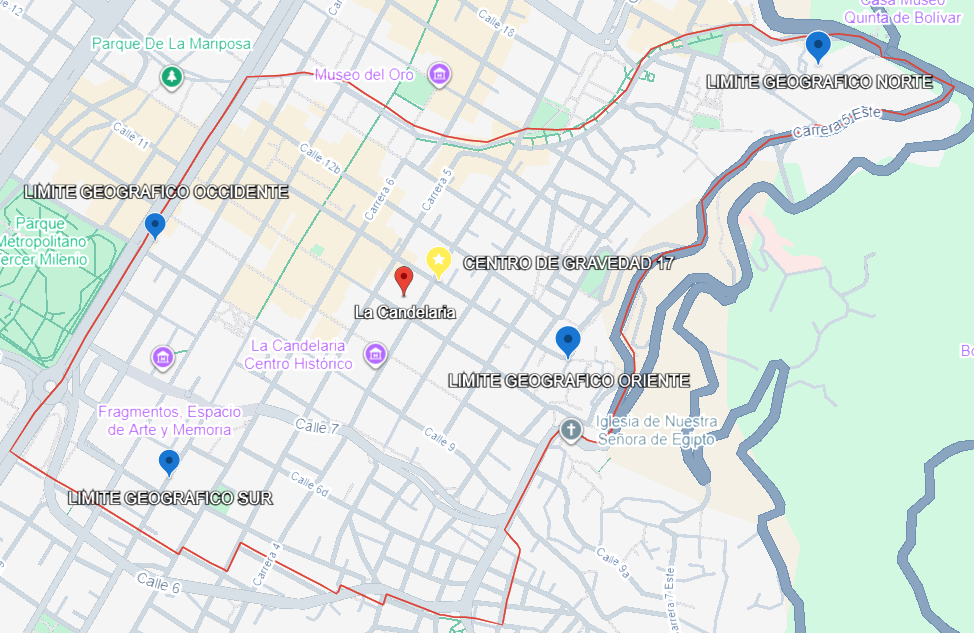 Casa Museo
Quinta de Bolívar
Calle 18
Parque De La Mariposa
Museo del Oro
LIMITE GEOGRAFICO NORTE
Carrera 5 Este
Calle 11
Calle 12b
Carrera 6
Carrera 5
LIMITE GEOGRAFICO OCCIDENTE
Parque
Metropolitano
Tercer Milenio
CENTRO DE GRAVEDAD 17
La Candelaria
La Candelaria
Centro Histórico
LIMITE GEOGRAFICO ORIENTE
Fragmentos, Espacio
de Arte y Memoria
Calle 7
Iglesia de Nuestra
Señora de Egipto
Calle 9
LIMITE GEOGRAFICO SUR
Calle 6d
Carrera 4
Calle 6
Calle 9a
Carrera 7 Este